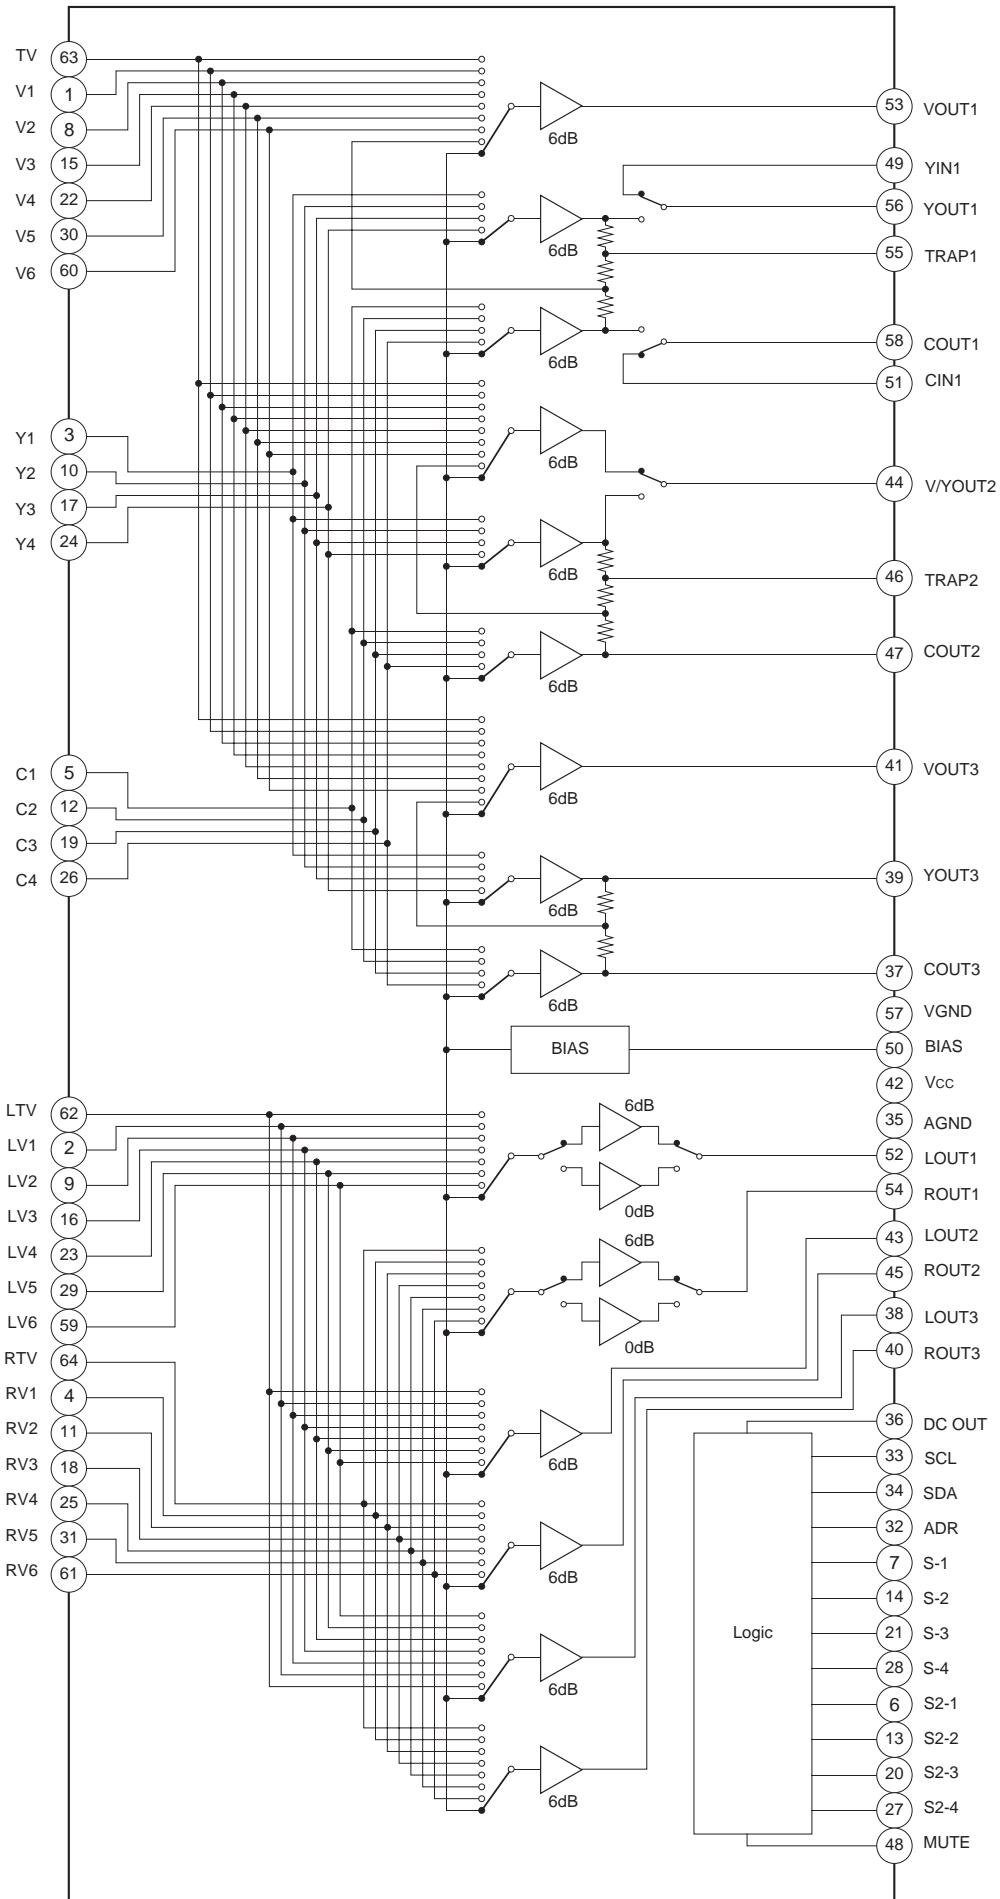 TV 63
V1 1
V2 8
V3 15
V4 22
V5 30
V6 60
Y1 3
Y2 10
Y3 17
Y4 24
C1 5
C2 12
C3 19
C4 26
LTV 62
LV1 2
LV2 9
LV3 16
LV4 23
LV5 29
LV6 59
RTV 64
RV1 4
RV2 11
RV3 18
RV4 25
RV5 31
RV6 61
6dB
6dB
6dB
6dB
6dB
6dB
6dB
6dB
6dB
BIAS
6dB
0dB
6dB
0dB
6dB
6dB
6dB
6dB
Logic
53 VOUT1
49 YIN1
56 YOUT1
55 TRAP1
58 COUT1
51 CIN1
44 V/YOUT2
46 TRAP2
47 COUT2
41 VOUT3
39 YOUT3
37 COUT3
57 VGND
50 BIAS
42 VCC
35 AGND
52 LOUT1
54 ROUT1
43 LOUT2
45 ROUT2
38 LOUT3
40 ROUT3
36 DC OUT
33 SCL
34 SDA
32 ADR
7 S-1
14 S-2
21 S-3
28 S-4
6 S2-1
13 S2-2
20 S2-3
27 S2-4
48 MUTE